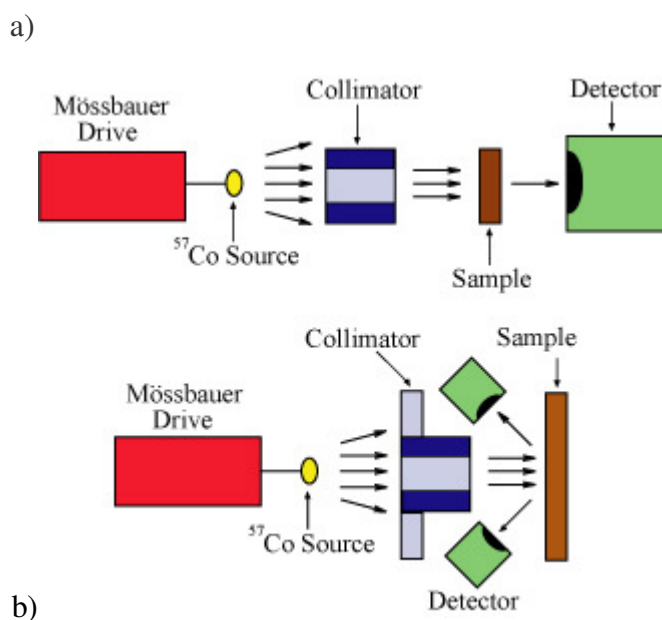 a)
Collimator
Detector
Mössbauer
Drive
⁵⁷Co Source
Sample
Collimator
Sample
Mössbauer
Drive
⁵⁷Co Source
Detector
b)